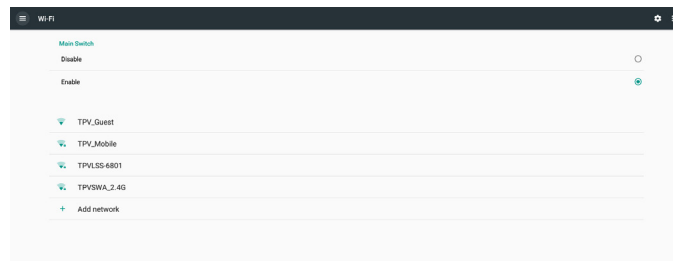 Wi-Fi
Main Switch
Disable
Enable
TPV_Guest
TPV_Mobile
TPVLSS-6801
TPVSWA_2.4G
Add network